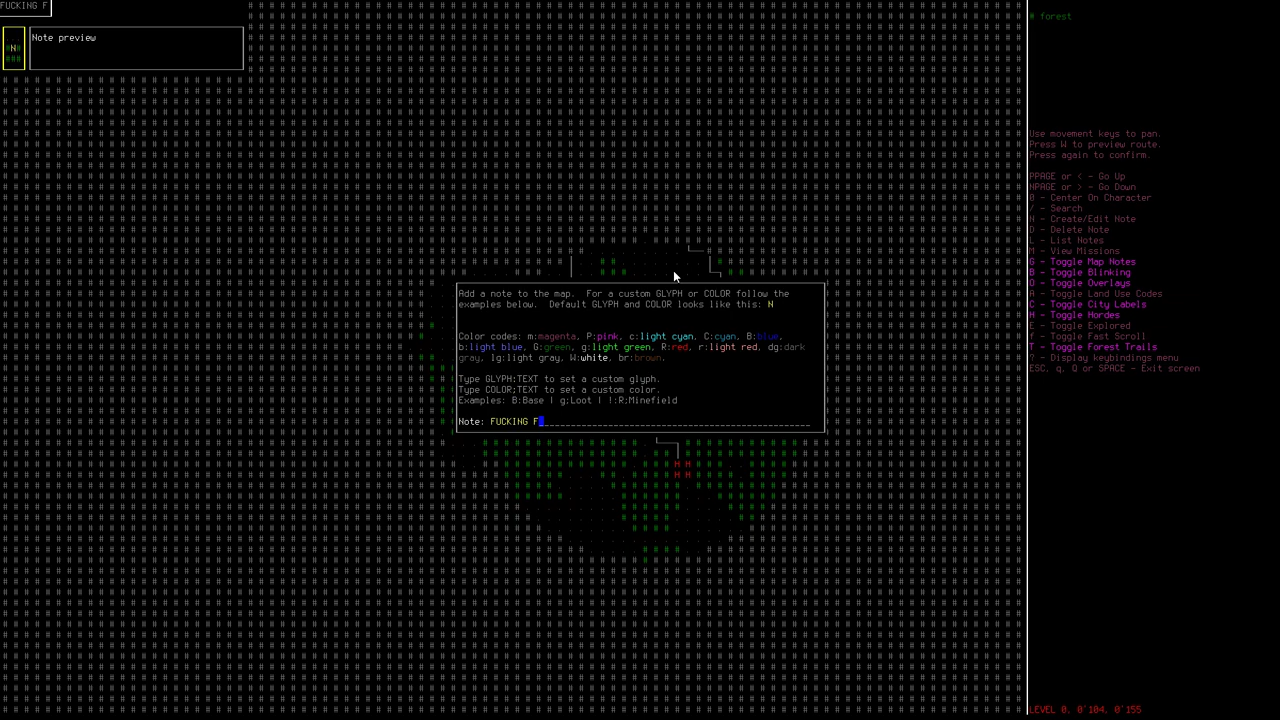 FUCKING F
Note preview
N
# forest
Use movement keys to pan.
Press W to preview route.
Press again to confirm.
PPAGE or < - Go Up
NPAGE or > - Go Down
0 - Center On Character
/ - Search
N - Create/Edit Note
D - Delete Note
L - List Notes
M - View Missions
G - Toggle Map Notes
B - Toggle Blinking
O - Toggle Overlays
A - Toggle Land Use Codes
C - Toggle City Labels
H - Toggle Hordes
E - Toggle Explored
f - Toggle Fast Scroll
T - Toggle Forest Trails
? - Display keybindings menu
ESC, q, Q or SPACE - Exit screen
Add a note to the map.  For a custom GLYPH or COLOR follow the
examples below.  Default GLYPH and COLOR looks like this: N
Color codes: m:magenta, P:pink, c:light cyan, C:cyan, B:blue,
b:light blue, G:green, g:light green, R:red, r:light red, dg:dark
gray, lg:light gray, W:white, br:brown.
Type GLYPH:TEXT to set a custom glyph.
Type COLOR;TEXT to set a custom color.
Examples: B:Base | g;Loot | !:R;Minefield
Note: FUCKING F
H H
H H
LEVEL 0, 0'104, 0'155